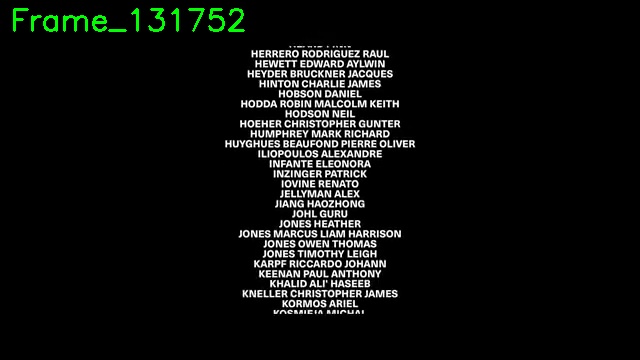 Frame_131752
HERRERO RODRIGUEZ RAUL
HEWETT EDWARD AYLWIN
HEYDER BRUCKNER JACQUES
HINTON CHARLIE JAMES
HOBSON DANIEL
HODDA ROBIN MALCOLM KEITH
HODSON NEIL
HOEHER CHRISTOPHER GUNTER
HUMPHREY MARK RICHARD
HUYGHUES BEAUFOND PIERRE OLIVER
ILIOPOULOS ALEXANDRE
INFANTE ELEONORA
INZINGER PATRICK
IOVINE RENATO
JELLYMAN ALEX
JIANG HAOZHONG
JOHL GURU
JONES HEATHER
JONES MARCUS LIAM HARRISON
JONES OWEN THOMAS
JONES TIMOTHY LEIGH
KARPF RICCARDO JOHANN
KEENAN PAUL ANTHONY
KHALID ALI' HASEEB
KNELLER CHRISTOPHER JAMES
KORMOS ARIEL
KOSMIEJA MICHAL